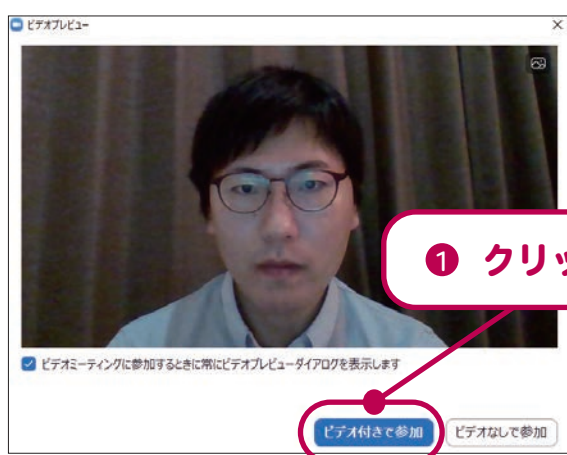 ビデオプレビュー
❶ クリッ
ビデオミーティングに参加するときに常にビデオプレビューダイアログを表示します
ビデオ付きで参加
ビデオなしで参加